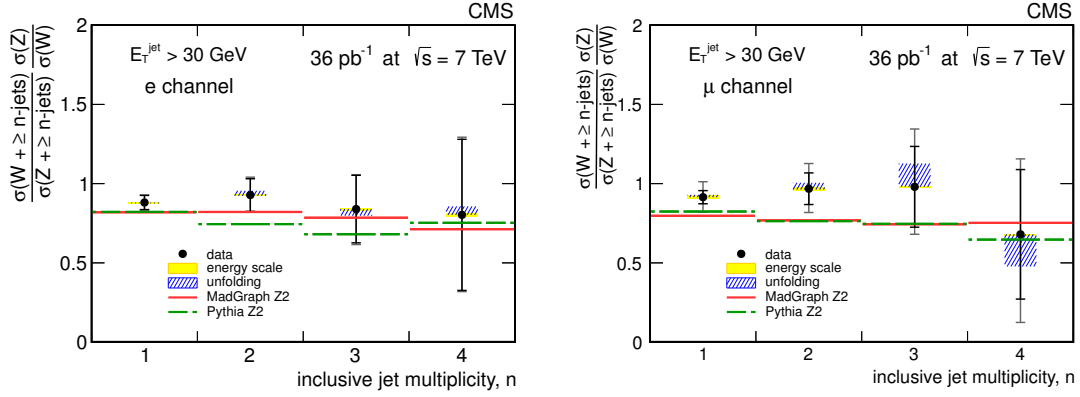 CMS
2
1.5
1
0.5
0
σ(W + ≥ n-jets) σ(Z)
σ(Z + ≥ n-jets) σ(W)
E_T^jet > 30 GeV
36 pb⁻¹ at √s = 7 TeV
e channel
data
energy scale
unfolding
MadGraph Z2
Pythia Z2
1 2 3 4
inclusive jet multiplicity, n
CMS
2
1.5
1
0.5
0
σ(W + ≥ n-jets) σ(Z)
σ(Z + ≥ n-jets) σ(W)
E_T^jet > 30 GeV
36 pb⁻¹ at √s = 7 TeV
μ channel
data
energy scale
unfolding
MadGraph Z2
Pythia Z2
1 2 3 4
inclusive jet multiplicity, n